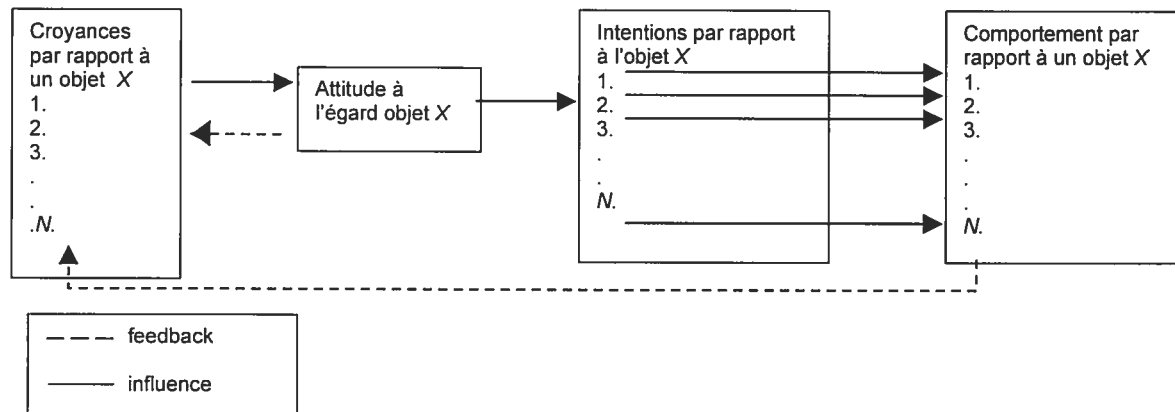 Croyances
par rapport à
un objet X
1.
2.
3.
.
.
.N.
Attitude à
l'égard objet X
Intentions par rapport
à l'objet X
1.
2.
3.
.
.
N.
Comportement par
rapport à un objet X
1.
2.
3.
.
.
.
N.
feedback
influence